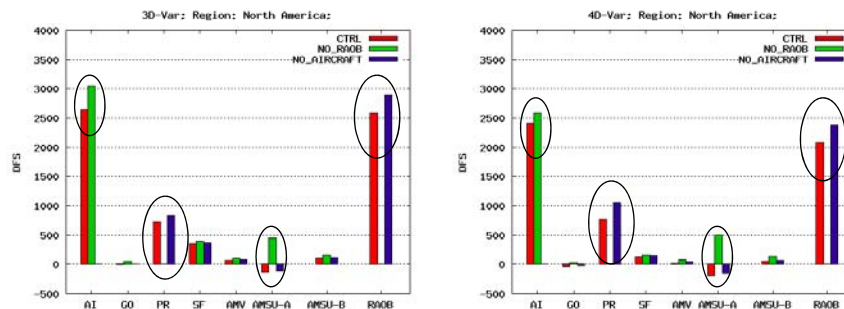 3D-Var; Region: North America;
CTRL
NO_RAOB
NO_AIRCRAFT
4000
3500
3000
2500
2000
1500
1000
500
0
-500
DFS
AI GO PR SF AMV AMSU-A AMSU-B RAOB
4D-Var; Region: North America;
CTRL
NO_RAOB
NO_AIRCRAFT
4000
3500
3000
2500
2000
1500
1000
500
0
-500
DFS
AI GO PR SF AMV AMSU-A AMSU-B RAOB